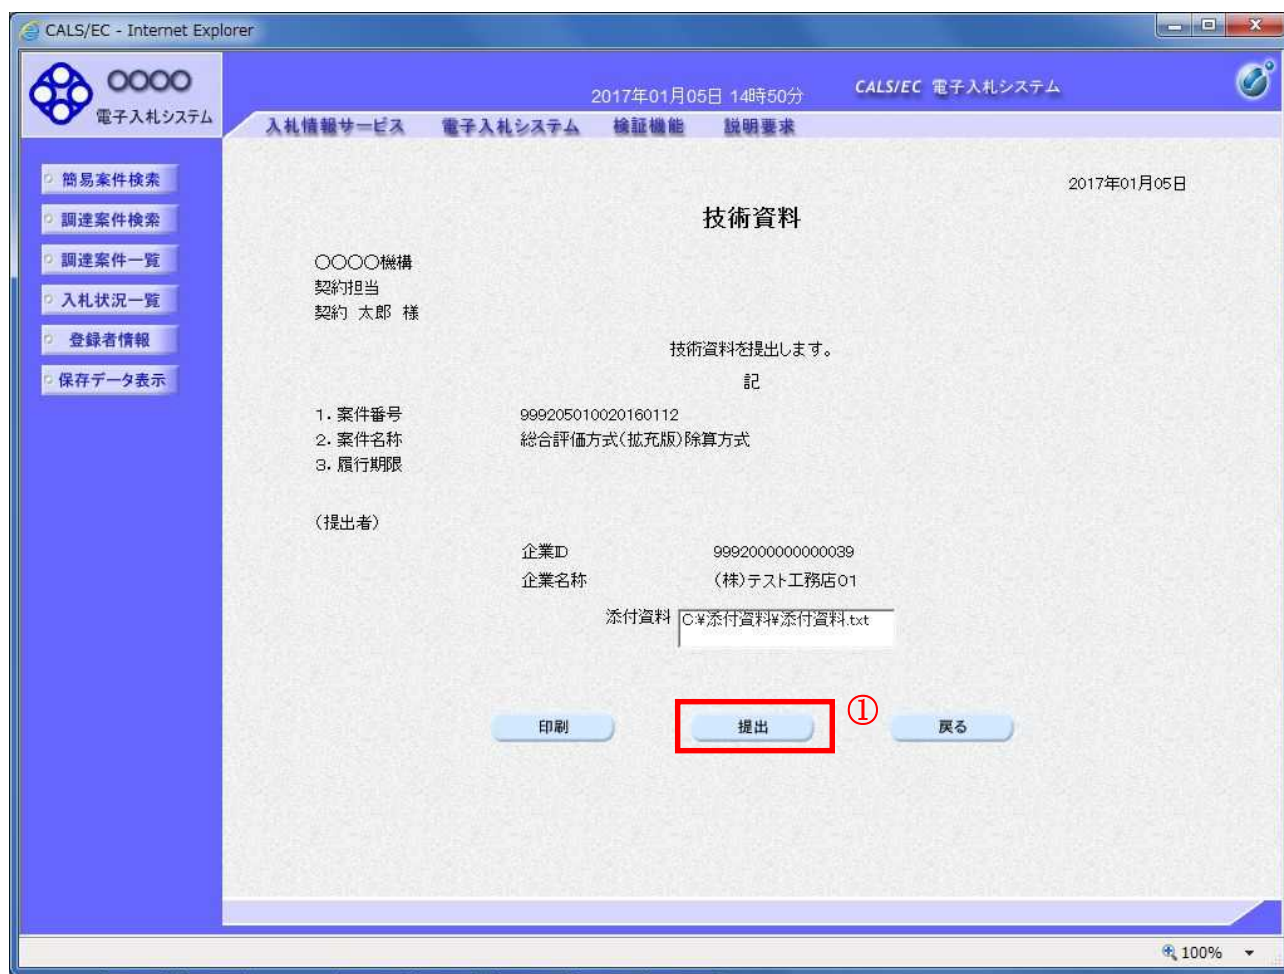 CALS/EC - Internet Explorer
〇〇〇〇
電子入札システム
2017年01月05日 14時50分
CALS/EC 電子入札システム
入札情報サービス 電子入札システム 検証機能 説明要求
簡易案件検索
調達案件検索
調達案件一覧
入札状況一覧
登録者情報
保存データ表示
2017年01月05日
技術資料
〇〇〇〇機構
契約担当
契約 太郎 様
技術資料を提出します。
記
1. 案件番号 999205010020160112
2. 案件名称 総合評価方式(拡充版)除算方式
3. 履行期限
(提出者)
企業ID 9992000000000039
企業名称 (株)テスト工務店01
添付資料 C:¥添付資料¥添付資料.txt
印刷 提出 ① 戻る
100%